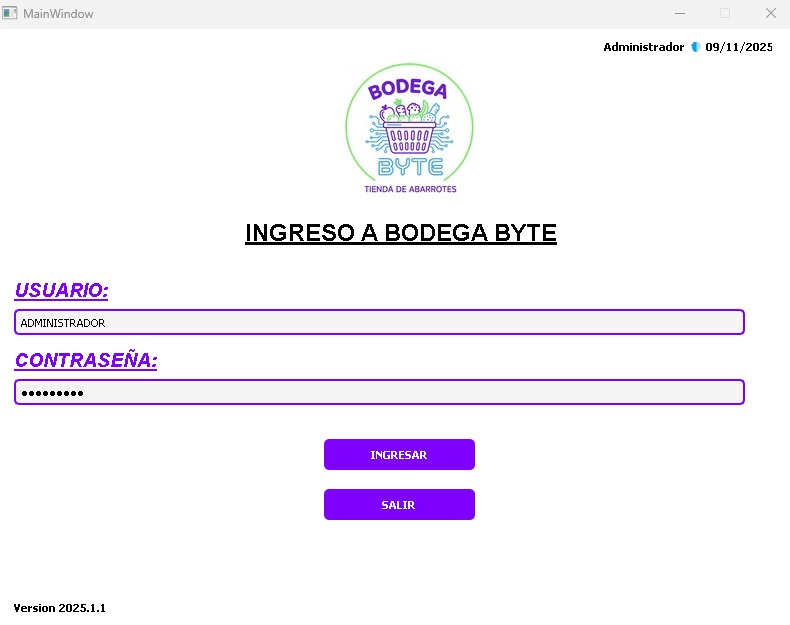 MainWindow
Administrador 09/11/2025
BODEGA
BYTE
TIENDA DE ABARROTES
INGRESO A BODEGA BYTE
USUARIO:
ADMINISTRADOR
CONTRASEÑA:
●●●●●●●●●
INGRESAR
SALIR
Version 2025.1.1